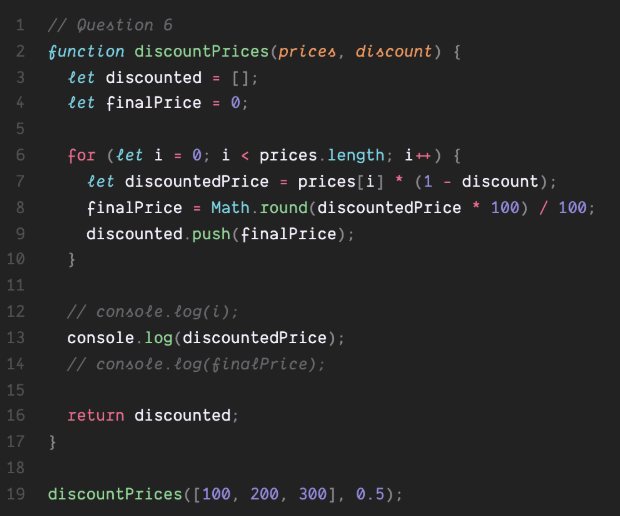 1 // Question 6
2 function discountPrices(prices, discount) {
3 let discounted = [];
4 let finalPrice = 0;
5
6 for (let i = 0; i < prices.length; i++) {
7 let discountedPrice = prices[i] * (1 - discount);
8 finalPrice = Math.round(discountedPrice * 100) / 100;
9 discounted.push(finalPrice);
10 }
11
12 // console.log(i);
13 console.log(discountedPrice);
14 // console.log(finalPrice);
15
16 return discounted;
17 }
18
19 discountPrices([100, 200, 300], 0.5);